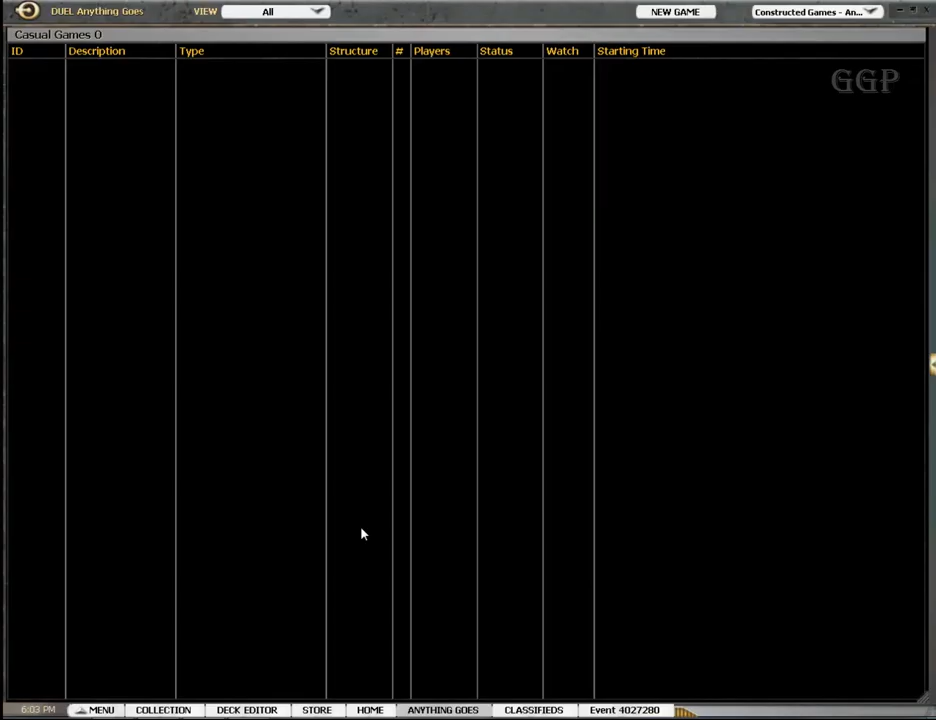 DUEL Anything Goes VIEW All NEW GAME Constructed Games - An...
Casual Games 0
ID Description Type Structure # Players Status Watch Starting Time
GGP
6:03 PM MENU COLLECTION DECK EDITOR STORE HOME ANYTHING GOES CLASSIFIEDS Event 4027280